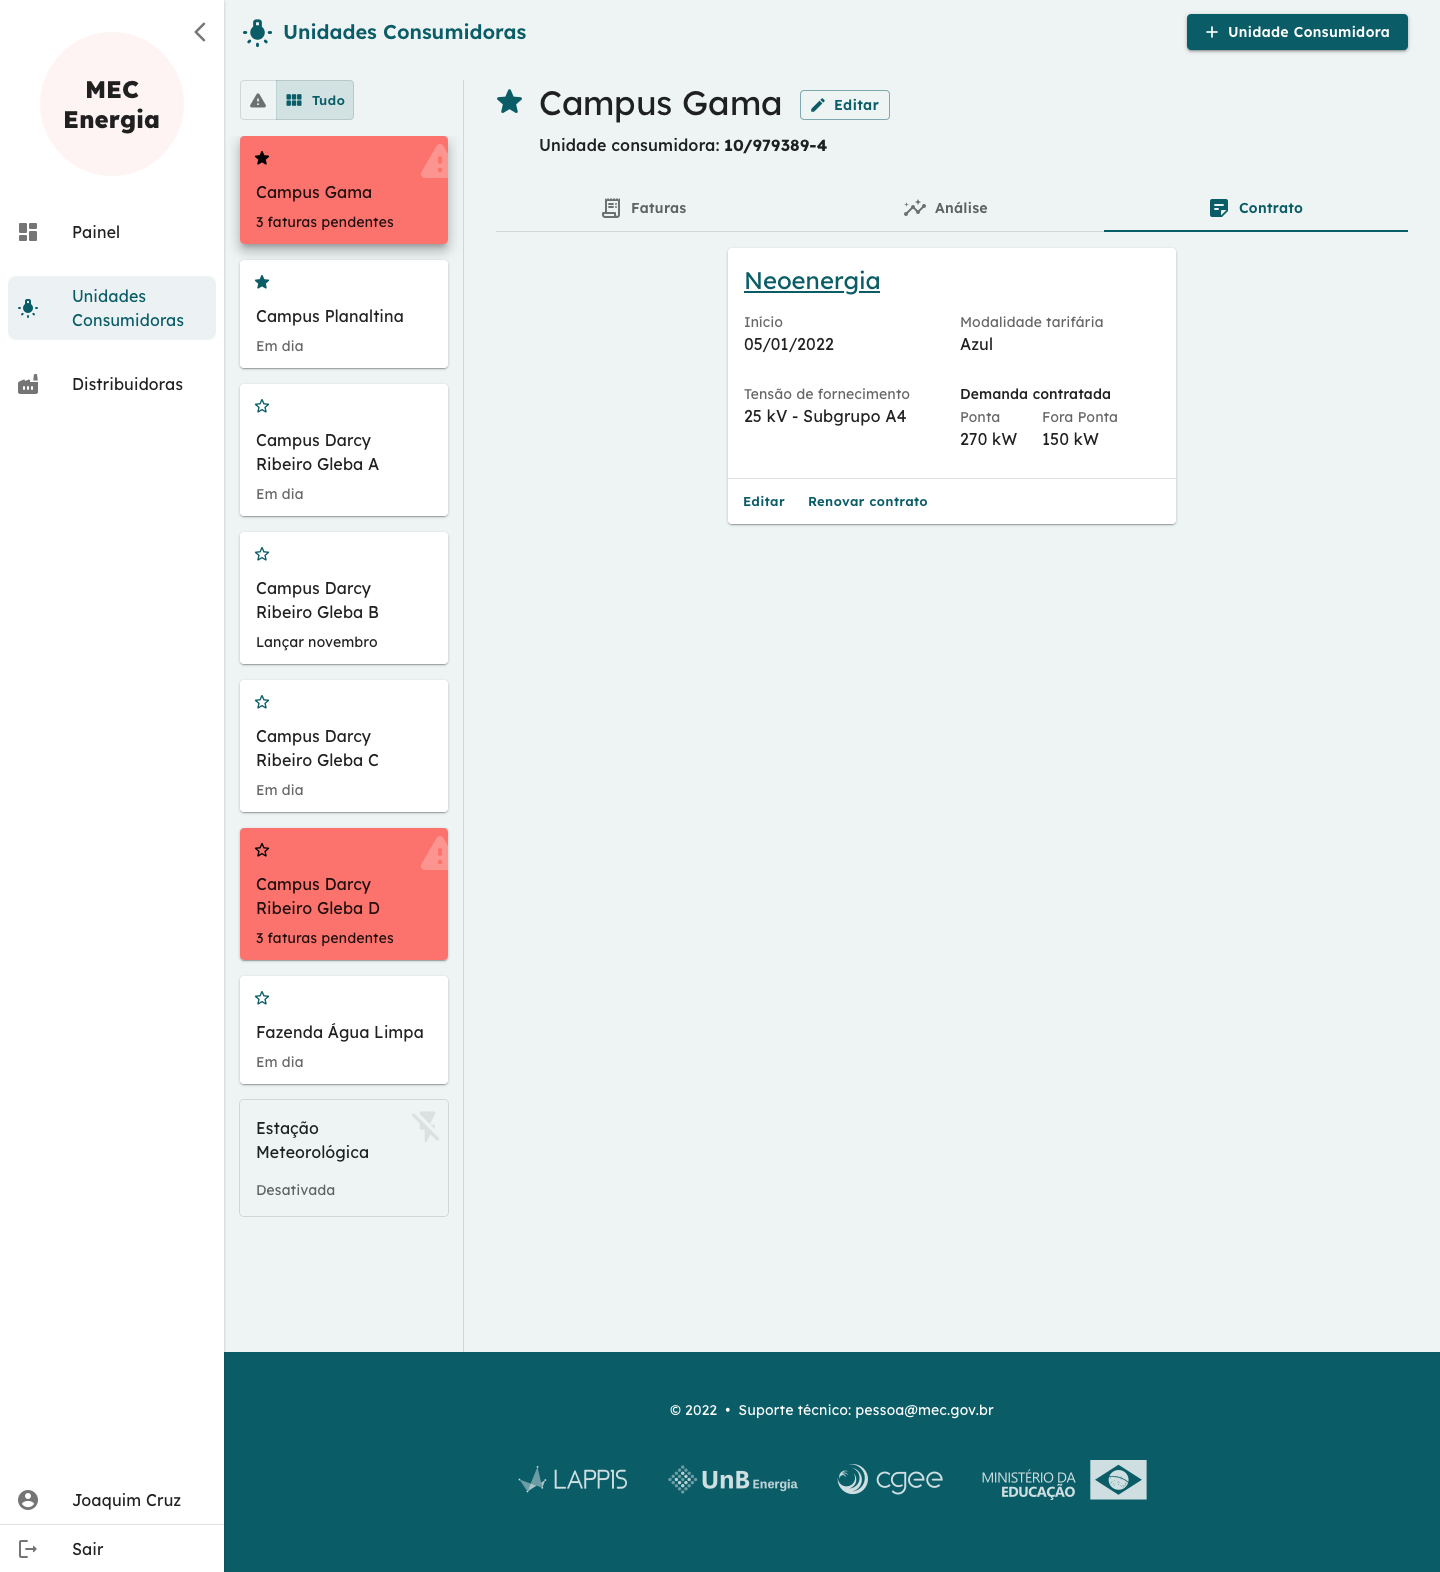 MEC
Energia
Painel
Unidades
Consumidoras
Distribuidoras
Joaquim Cruz
Sair
Unidades Consumidoras
Unidade Consumidora
Tudo
Campus Gama
3 faturas pendentes
Campus Planaltina
Em dia
Campus Darcy
Ribeiro Gleba A
Em dia
Campus Darcy
Ribeiro Gleba B
Lançar novembro
Campus Darcy
Ribeiro Gleba C
Em dia
Campus Darcy
Ribeiro Gleba D
3 faturas pendentes
Fazenda Água Limpa
Em dia
Estação
Meteorológica
Desativada
Campus Gama
Editar
Unidade consumidora: 10/979389-4
Faturas
Análise
Contrato
Neoenergia
Início
05/01/2022
Modalidade tarifária
Azul
Tensão de fornecimento
25 kV - Subgrupo A4
Demanda contratada
Ponta Fora Ponta
270 kW 150 kW
Editar Renovar contrato
© 2022 • Suporte técnico: pessoa@mec.gov.br
LAPPIS
UnB Energia
cgee
MINISTÉRIO DA
EDUCAÇÃO